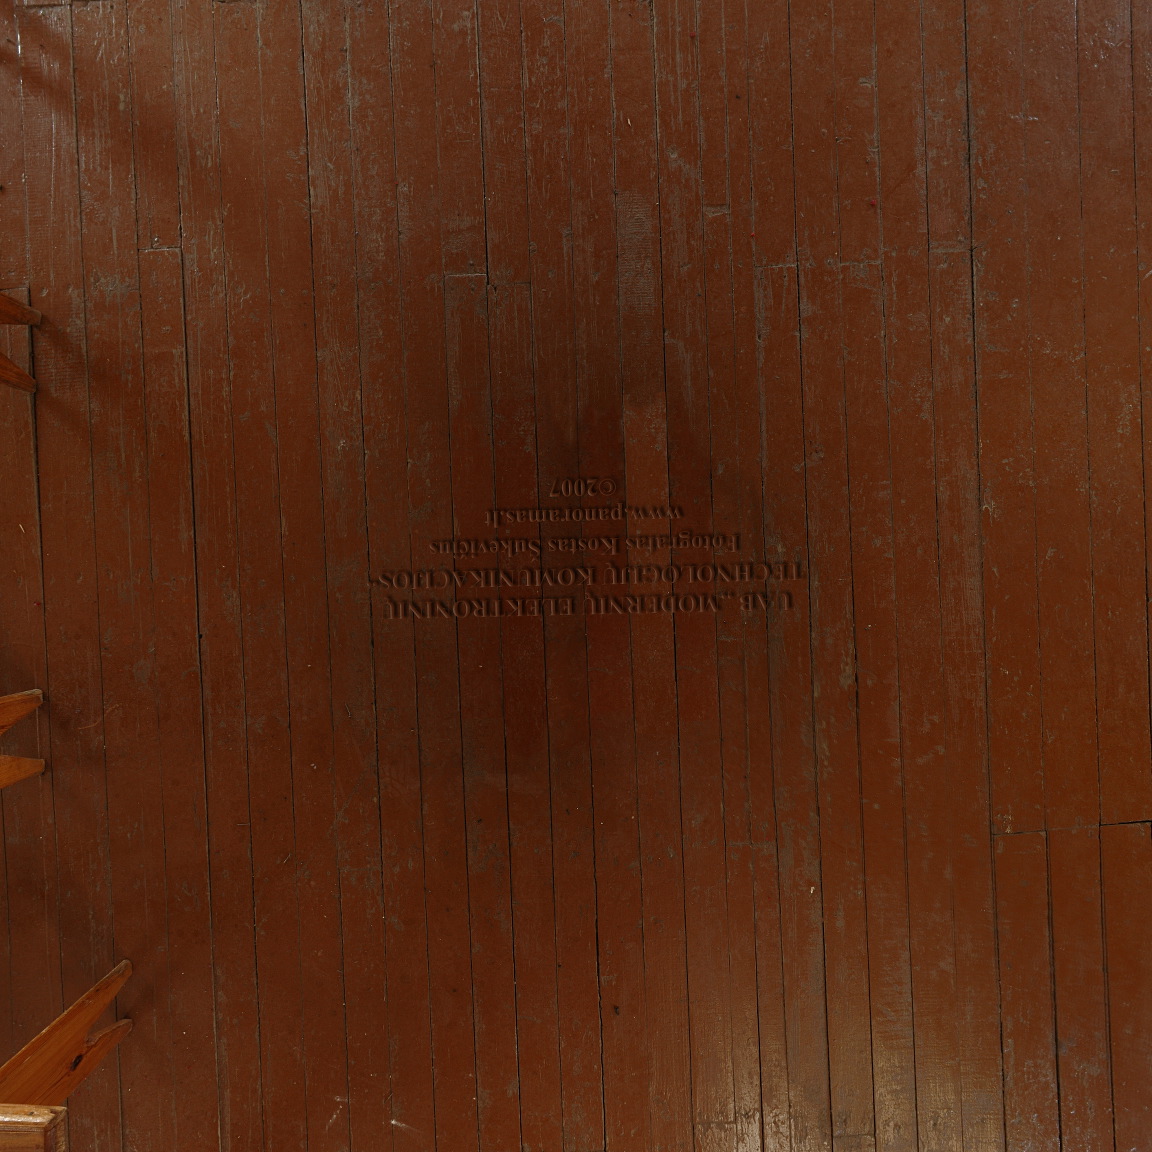 UAB „MODERNIŲ ELEKTRONINIŲ
TECHNOLOGIJŲ KOMUNIKACIJOS“
Fotografas Kostas Šukevičius
www.panoramas.lt
©2007